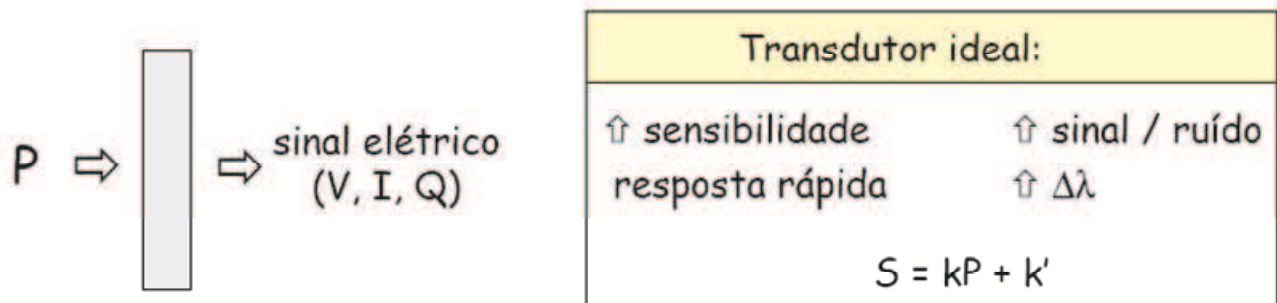 P ⇨ ⇨ sinal elétrico
(V, I, Q)
Transdutor ideal:
⇧ sensibilidade ⇧ sinal / ruído
resposta rápida ⇧ Δλ
S = kP + k'